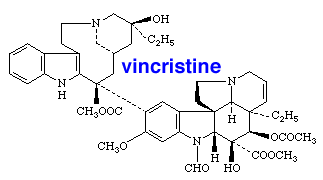 N
OH
C₂H₅
vincristine
N
H
CH₃OOC
N
H
C₂H₅
CH₃O
N
H
OCOCH₃
COOCH₃
CHO
HO